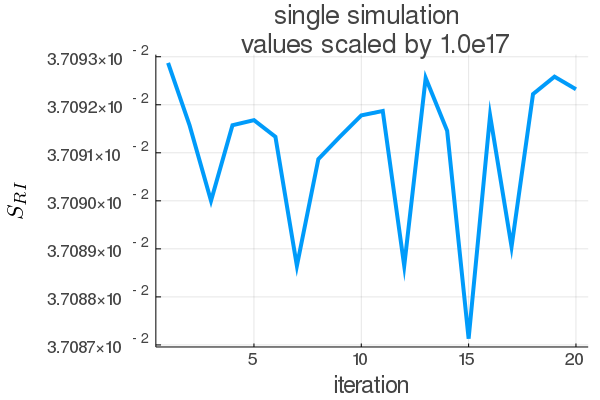 single simulation
values scaled by 1.0e17
3.7093×10 - 2
3.7092×10 - 2
3.7091×10 - 2
3.7090×10 - 2
3.7089×10 - 2
3.7088×10 - 2
3.7087×10 - 2
S_RI
5 10 15 20
iteration